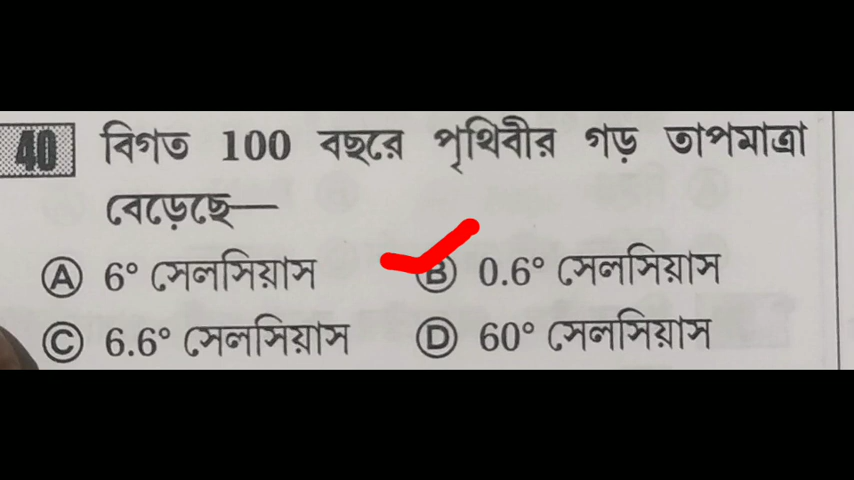 40 বিগত 100 বছরে পৃথিবীর গড় তাপমাত্রা
বেড়েছে—
Ⓐ 6° সেলসিয়াস Ⓑ 0.6° সেলসিয়াস
Ⓒ 6.6° সেলসিয়াস Ⓓ 60° সেলসিয়াস